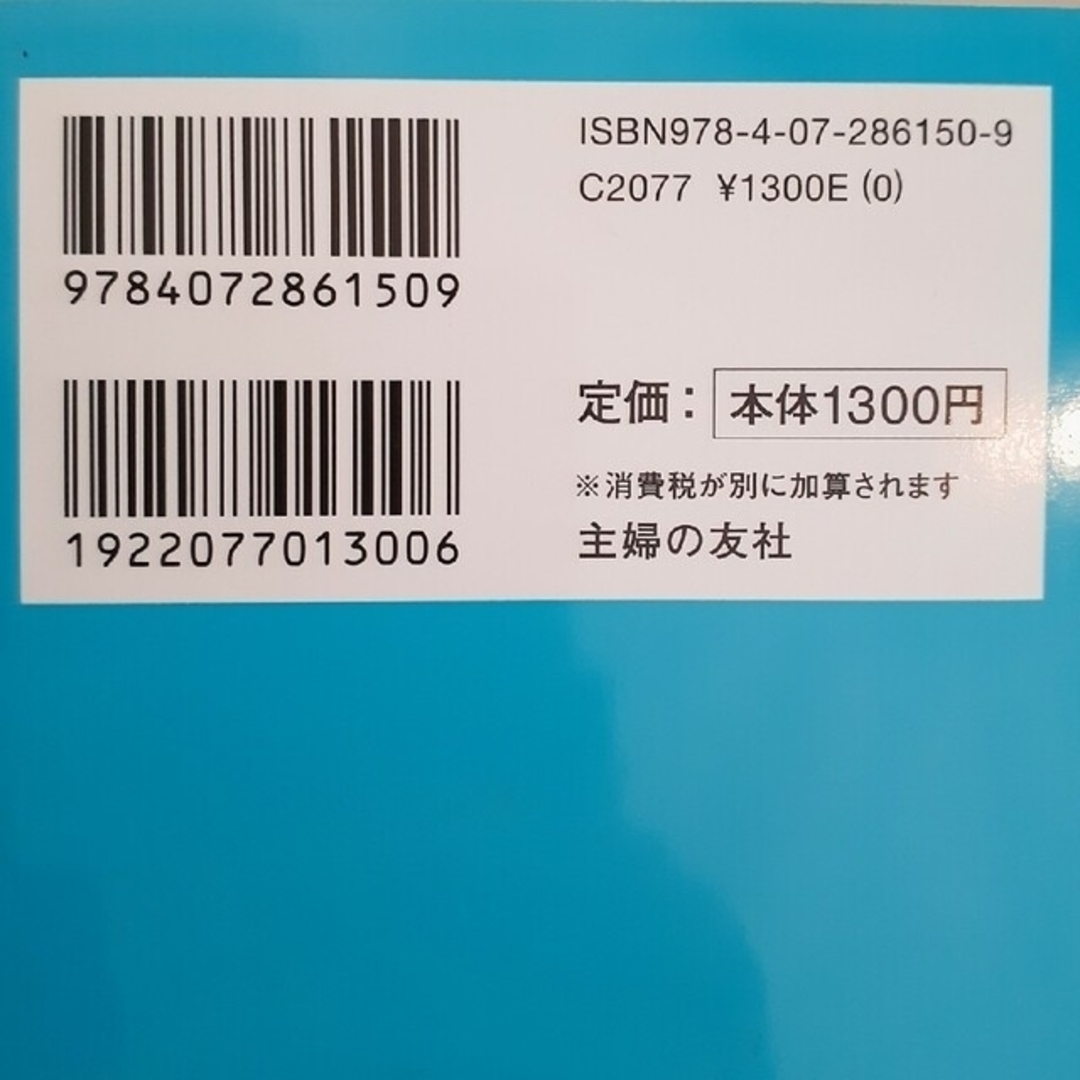 9784072861509
1922077013006
ISBN978-4-07-286150-9
C2077 ¥1300E (0)
定価：本体1300円
※消費税が別に加算されます
主婦の友社